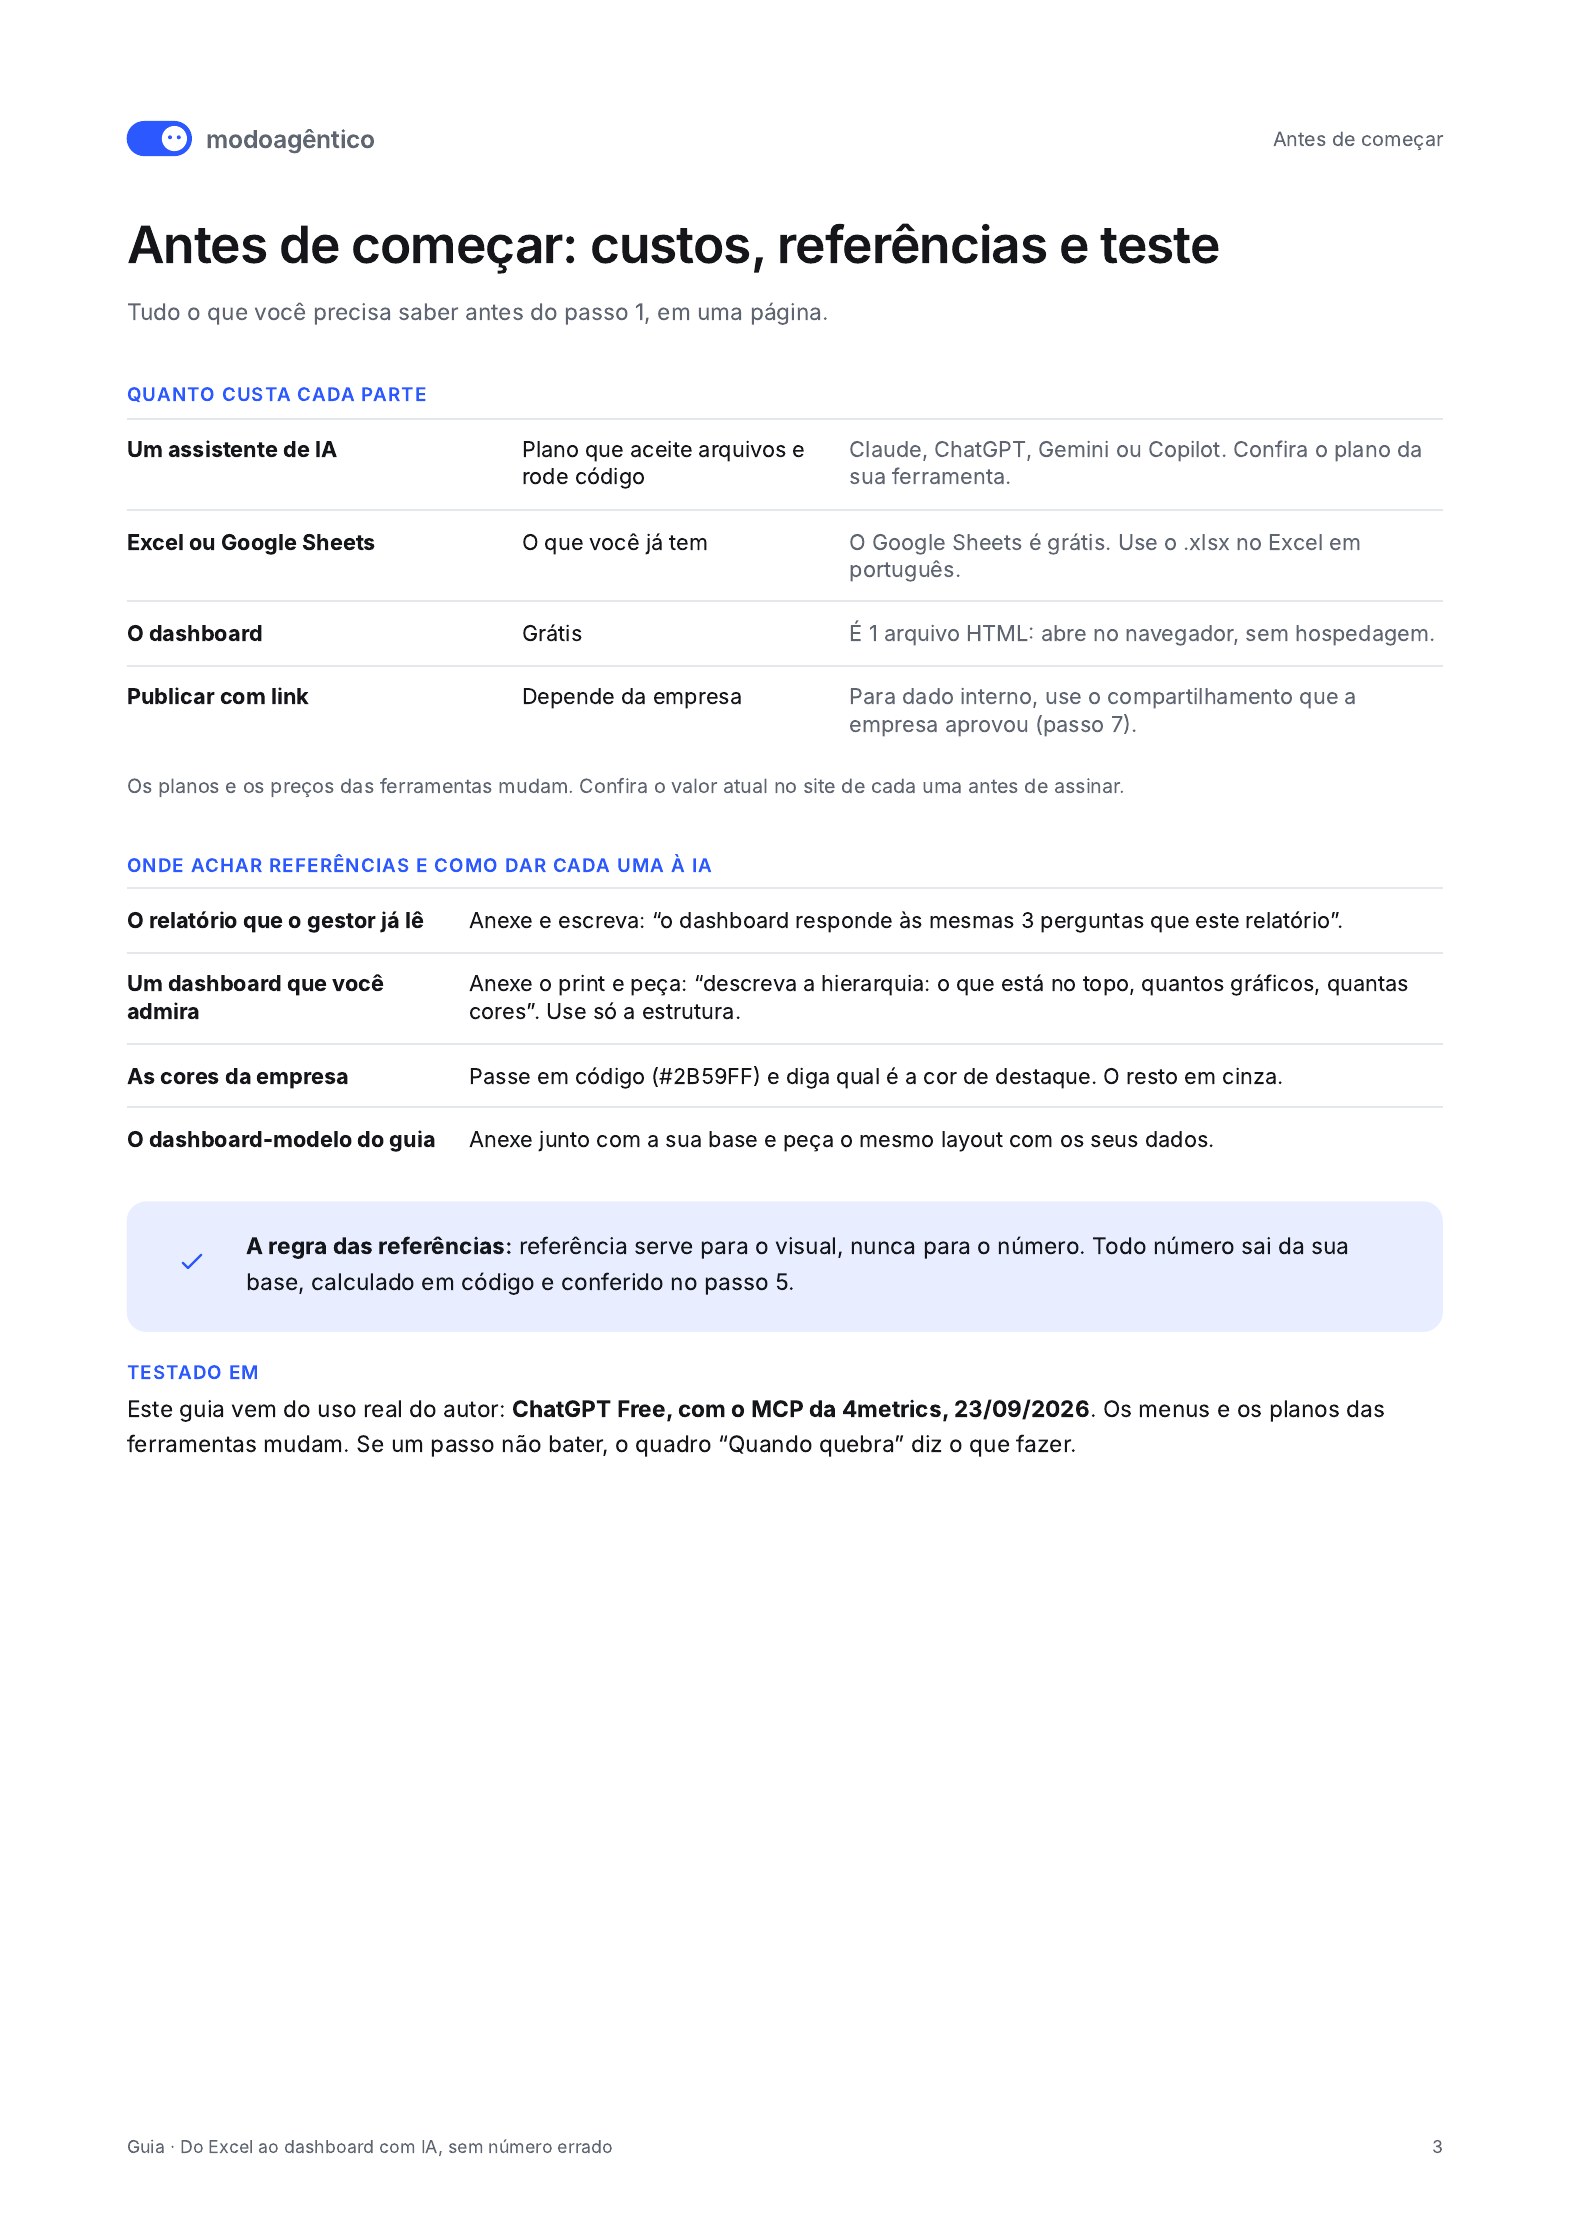 modoagêntico
Antes de começar
Antes de começar: custos, referências e teste
Tudo o que você precisa saber antes do passo 1, em uma página.
QUANTO CUSTA CADA PARTE
Um assistente de IA
Plano que aceite arquivos e
rode código
Claude, ChatGPT, Gemini ou Copilot. Confira o plano da
sua ferramenta.
Excel ou Google Sheets
O que você já tem
O Google Sheets é grátis. Use o .xlsx no Excel em
português.
O dashboard
Grátis
É 1 arquivo HTML: abre no navegador, sem hospedagem.
Publicar com link
Depende da empresa
Para dado interno, use o compartilhamento que a
empresa aprovou (passo 7).
Os planos e os preços das ferramentas mudam. Confira o valor atual no site de cada uma antes de assinar.
ONDE ACHAR REFERÊNCIAS E COMO DAR CADA UMA À IA
O relatório que o gestor já lê
Anexe e escreva: “o dashboard responde às mesmas 3 perguntas que este relatório”.
Um dashboard que você
admira
Anexe o print e peça: “descreva a hierarquia: o que está no topo, quantos gráficos, quantas
cores”. Use só a estrutura.
As cores da empresa
Passe em código (#2B59FF) e diga qual é a cor de destaque. O resto em cinza.
O dashboard-modelo do guia
Anexe junto com a sua base e peça o mesmo layout com os seus dados.
A regra das referências: referência serve para o visual, nunca para o número. Todo número sai da sua
base, calculado em código e conferido no passo 5.
TESTADO EM
Este guia vem do uso real do autor: ChatGPT Free, com o MCP da 4metrics, 23/09/2026. Os menus e os planos das
ferramentas mudam. Se um passo não bater, o quadro “Quando quebra” diz o que fazer.
Guia · Do Excel ao dashboard com IA, sem número errado
3